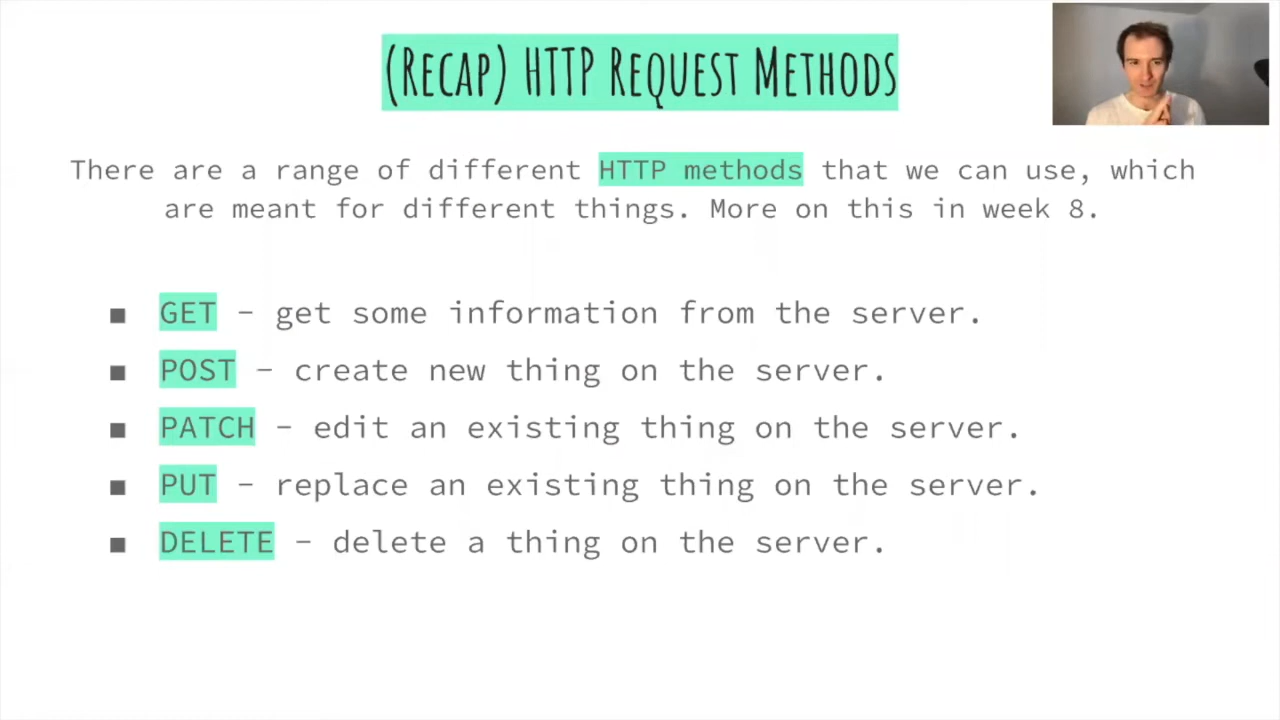 (Recap) HTTP Request Methods
There are a range of different HTTP methods that we can use, which
are meant for different things. More on this in week 8.
■ GET - get some information from the server.
■ POST - create new thing on the server.
■ PATCH - edit an existing thing on the server.
■ PUT - replace an existing thing on the server.
■ DELETE - delete a thing on the server.